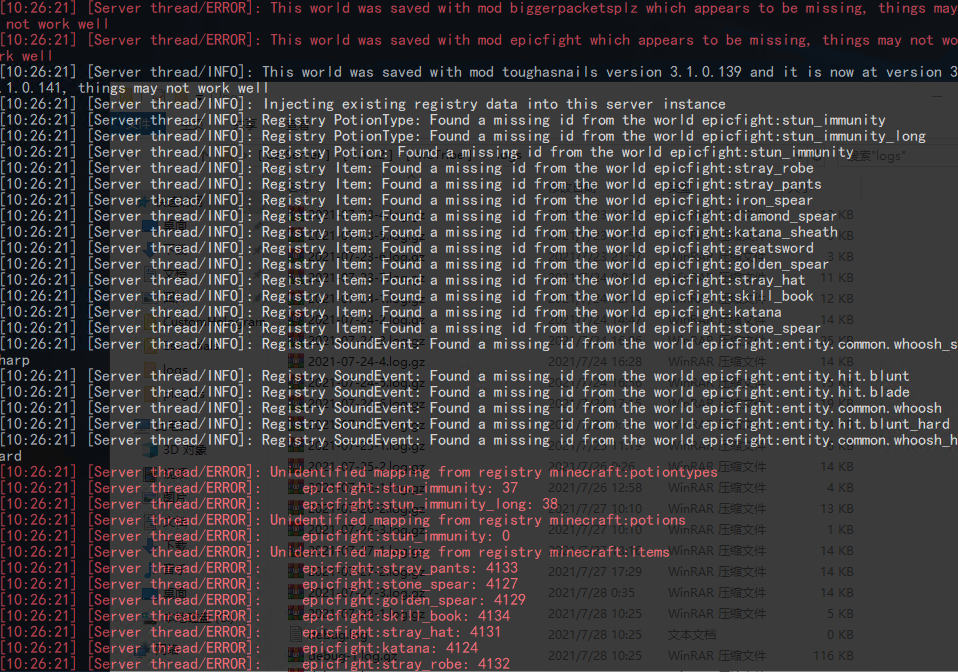 [10:26:21] [Server thread/ERROR]: This world was saved with mod biggerpacketsplz which appears to be missing, things may
 not work well
[10:26:21] [Server thread/ERROR]: This world was saved with mod epicfight which appears to be missing, things may not wo
rk well
[10:26:21] [Server thread/INFO]: This world was saved with mod toughasnails version 3.1.0.139 and it is now at version 3
.1.0.141, things may not work well
[10:26:21] [Server thread/INFO]: Injecting existing registry data into this server instance
[10:26:21] [Server thread/INFO]: Registry PotionType: Found a missing id from the world epicfight:stun_immunity
[10:26:21] [Server thread/INFO]: Registry PotionType: Found a missing id from the world epicfight:stun_immunity_long
[10:26:21] [Server thread/INFO]: Registry Potion: Found a missing id from the world epicfight:stun_immunity
[10:26:21] [Server thread/INFO]: Registry Item: Found a missing id from the world epicfight:stray_robe
[10:26:21] [Server thread/INFO]: Registry Item: Found a missing id from the world epicfight:stray_pants
[10:26:21] [Server thread/INFO]: Registry Item: Found a missing id from the world epicfight:iron_spear
[10:26:21] [Server thread/INFO]: Registry Item: Found a missing id from the world epicfight:diamond_spear
[10:26:21] [Server thread/INFO]: Registry Item: Found a missing id from the world epicfight:katana_sheath
[10:26:21] [Server thread/INFO]: Registry Item: Found a missing id from the world epicfight:greatsword
[10:26:21] [Server thread/INFO]: Registry Item: Found a missing id from the world epicfight:golden_spear
[10:26:21] [Server thread/INFO]: Registry Item: Found a missing id from the world epicfight:stray_hat
[10:26:21] [Server thread/INFO]: Registry Item: Found a missing id from the world epicfight:skill_book
[10:26:21] [Server thread/INFO]: Registry Item: Found a missing id from the world epicfight:katana
[10:26:21] [Server thread/INFO]: Registry Item: Found a missing id from the world epicfight:stone_spear
[10:26:21] [Server thread/INFO]: Registry SoundEvent: Found a missing id from the world epicfight:entity.common.whoosh_s
harp
[10:26:21] [Server thread/INFO]: Registry SoundEvent: Found a missing id from the world epicfight:entity.hit.blunt
[10:26:21] [Server thread/INFO]: Registry SoundEvent: Found a missing id from the world epicfight:entity.hit.blade
[10:26:21] [Server thread/INFO]: Registry SoundEvent: Found a missing id from the world epicfight:entity.common.whoosh
[10:26:21] [Server thread/INFO]: Registry SoundEvent: Found a missing id from the world epicfight:entity.hit.blunt_hard
[10:26:21] [Server thread/INFO]: Registry SoundEvent: Found a missing id from the world epicfight:entity.common.whoosh_h
ard
[10:26:21] [Server thread/ERROR]: Unidentified mapping from registry minecraft:potiontypes
[10:26:21] [Server thread/ERROR]:     epicfight:stun_immunity: 37
[10:26:21] [Server thread/ERROR]:     epicfight:stun_immunity_long: 38
[10:26:21] [Server thread/ERROR]: Unidentified mapping from registry minecraft:potions
[10:26:21] [Server thread/ERROR]:     epicfight:stun_immunity: 0
[10:26:21] [Server thread/ERROR]: Unidentified mapping from registry minecraft:items
[10:26:21] [Server thread/ERROR]:     epicfight:stray_pants: 4133
[10:26:21] [Server thread/ERROR]:     epicfight:stone_spear: 4127
[10:26:21] [Server thread/ERROR]:     epicfight:golden_spear: 4129
[10:26:21] [Server thread/ERROR]:     epicfight:skill_book: 4134
[10:26:21] [Server thread/ERROR]:     epicfight:stray_hat: 4131
[10:26:21] [Server thread/ERROR]:     epicfight:katana: 4124
[10:26:21] [Server thread/ERROR]:     epicfight:stray_robe: 4132